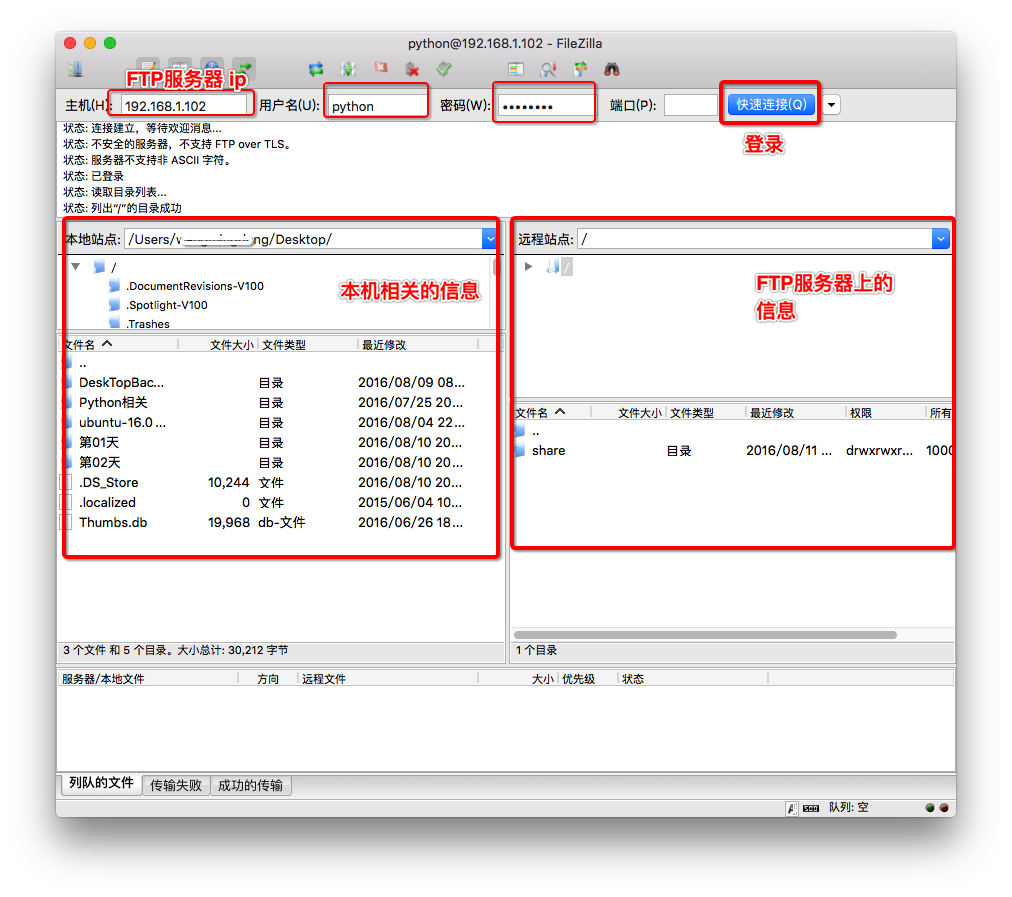 python@192.168.1.102 - FileZilla
FTP服务器 ip
主机(H): 192.168.1.102 用户名(U): python 密码(W): •••••••• 端口(P): 快速连接(Q)
登录
状态: 连接建立，等待欢迎消息...
状态: 不安全的服务器，不支持 FTP over TLS。
状态: 服务器不支持非 ASCII 字符。
状态: 已登录
状态: 读取目录列表...
状态: 列出“/”的目录成功
本地站点: /Users/ /Desktop/
/
.DocumentRevisions-V100
.Spotlight-V100
.Trashes
本机相关的信息
文件名 文件大小 文件类型 最近修改
..
DeskTopBac... 目录 2016/08/09 08...
Python相关 目录 2016/07/25 20...
ubuntu-16.0 ... 目录 2016/08/04 22...
第01天 目录 2016/08/10 20...
第02天 目录 2016/08/10 20...
.DS_Store 10,244 文件 2016/08/10 20...
.localized 0 文件 2015/06/04 10...
Thumbs.db 19,968 db-文件 2016/06/26 18...
3 个文件 和 5 个目录。大小总计: 30,212 字节
远程站点: /
/
FTP服务器上的
信息
文件名 文件大小 文件类型 最近修改 权限 所有
..
share 目录 2016/08/11 ... drwxrwxr... 1000
1 个目录
服务器/本地文件 方向 远程文件 大小 优先级 状态
列队的文件 传输失败 成功的传输
队列: 空